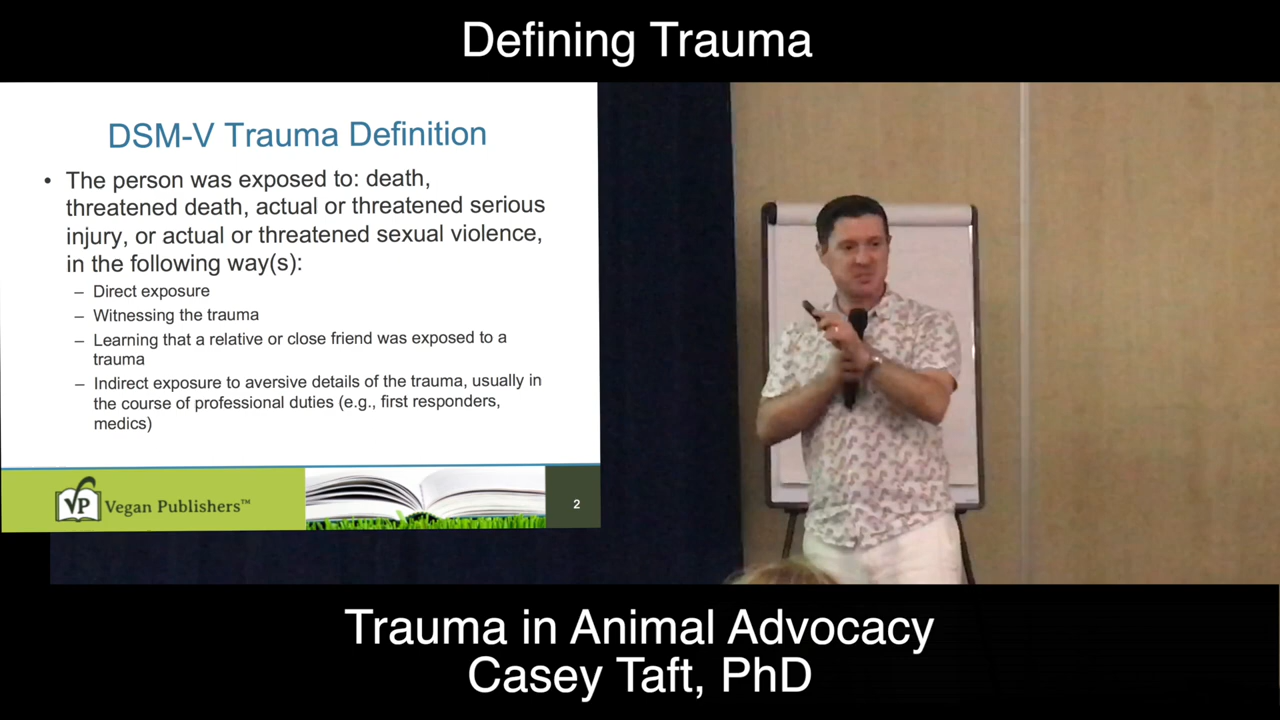 Defining Trauma
DSM-V Trauma Definition
• The person was exposed to: death,
threatened death, actual or threatened serious
injury, or actual or threatened sexual violence,
in the following way(s):
– Direct exposure
– Witnessing the trauma
– Learning that a relative or close friend was exposed to a
trauma
– Indirect exposure to aversive details of the trauma, usually in
the course of professional duties (e.g., first responders,
medics)
VP Vegan Publishers™
2
Trauma in Animal Advocacy
Casey Taft, PhD